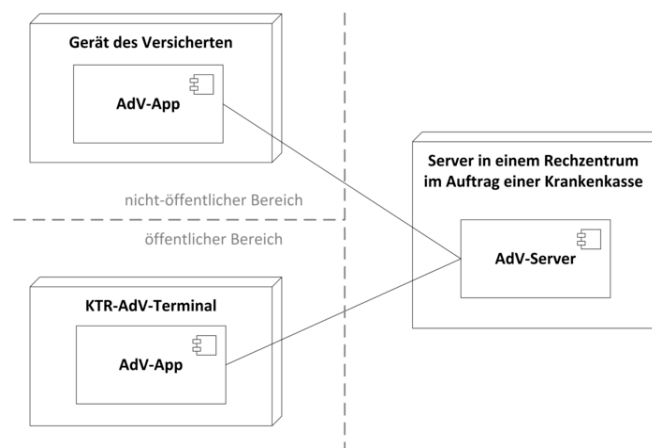 Gerät des Versicherten
AdV-App
nicht-öffentlicher Bereich
öffentlicher Bereich
KTR-AdV-Terminal
AdV-App
Server in einem Rechzentrum
im Auftrag einer Krankenkasse
AdV-Server